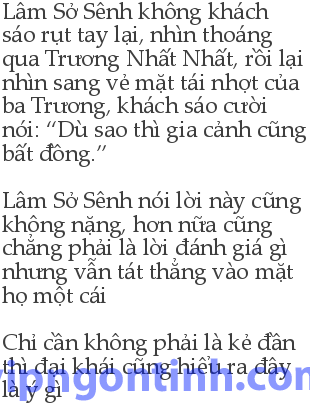 Lâm Sở Sênh không khách
sáo rụt tay lại, nhìn thoáng
qua Trương Nhất Nhất, rồi lại
nhìn sang vẻ mặt tái nhợt của
ba Trương, khách sáo cười
nói: “Dù sao thì gia cảnh cũng
bất đồng.”
Lâm Sở Sênh nói lời này cũng
không nặng, hơn nữa cũng
chẳng phải là lời đánh giá gì
nhưng vẫn tát thẳng vào mặt
họ một cái
Chỉ cần không phải là kẻ đần
thì đại khái cũng hiểu ra đây
là ý gì
vipngontinh.com